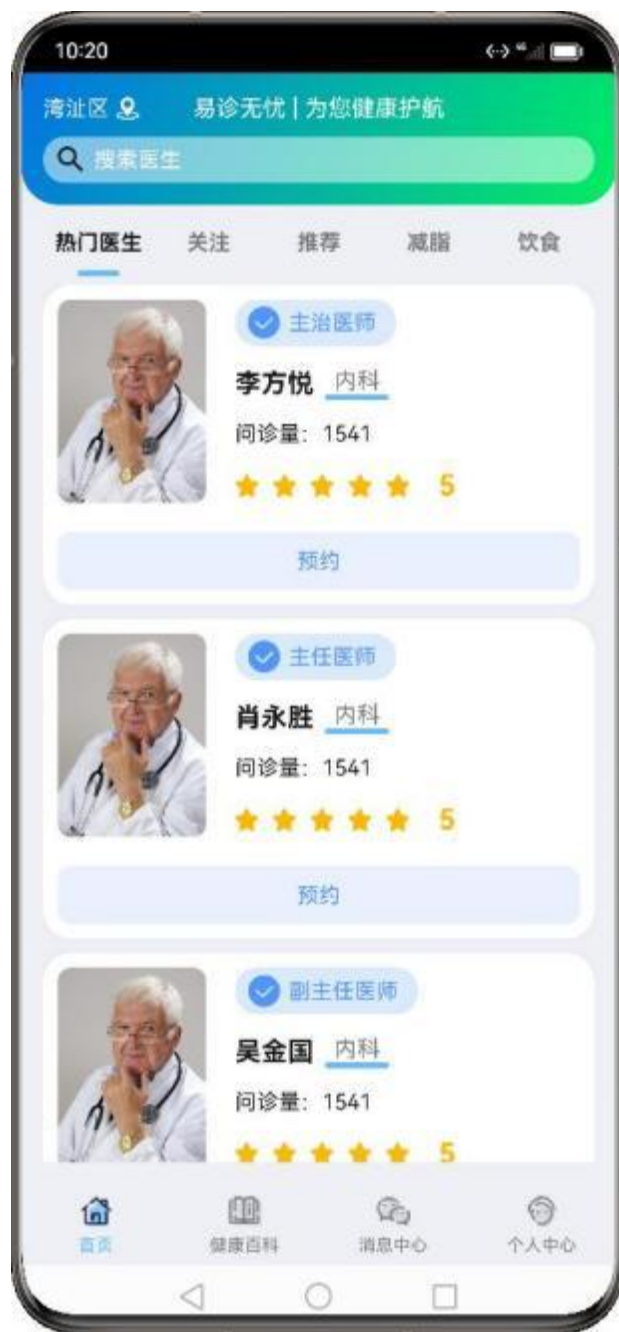 10:20
湾沚区 易诊无忧 | 为您健康护航
搜索医生
热门医生 关注 推荐 减脂 饮食
主治医师
李方悦 内科
问诊量：1541
5
预约
主任医师
肖永胜 内科
问诊量：1541
5
预约
副主任医师
吴金国 内科
问诊量：1541
5
首页 健康百科 消息中心 个人中心